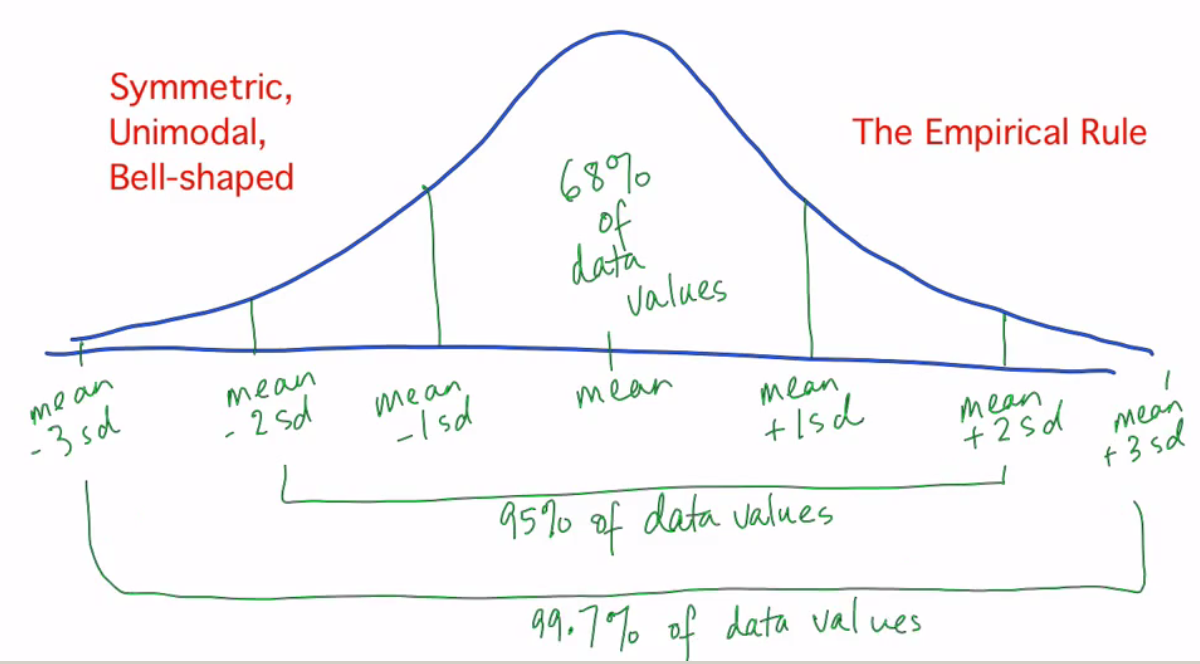 Symmetric,
Unimodal,
Bell-shaped
The Empirical Rule
68%
of
data
values
mean
- 3 sd
mean
- 2 sd
mean
- 1 sd
mean
mean
+ 1 sd
mean
+ 2 sd
mean
+ 3 sd
95% of data values
99.7% of data values